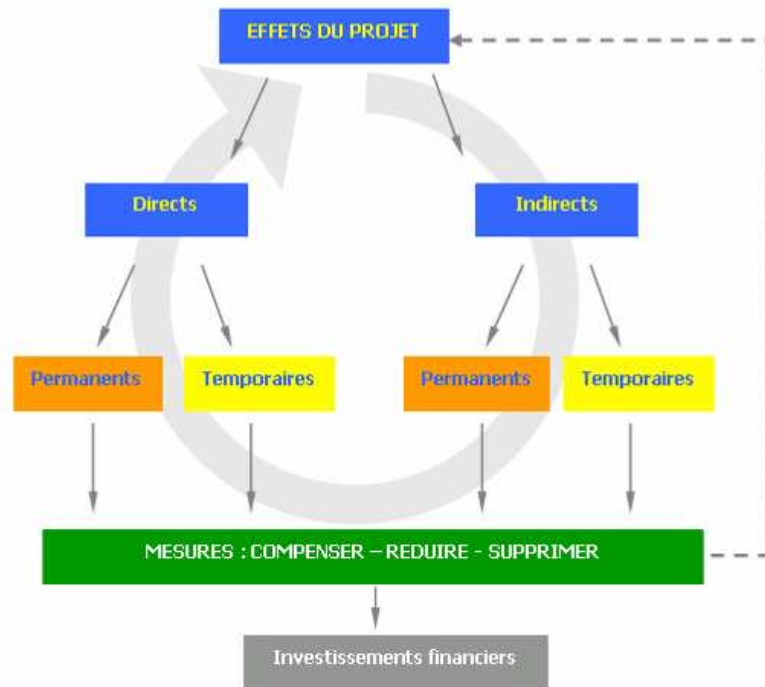 EFFETS DU PROJET
Directs
Indirects
Permanents
Temporaires
Permanents
Temporaires
MESURES : COMPENSER – REDUIRE - SUPPRIMER
Investissements financiers